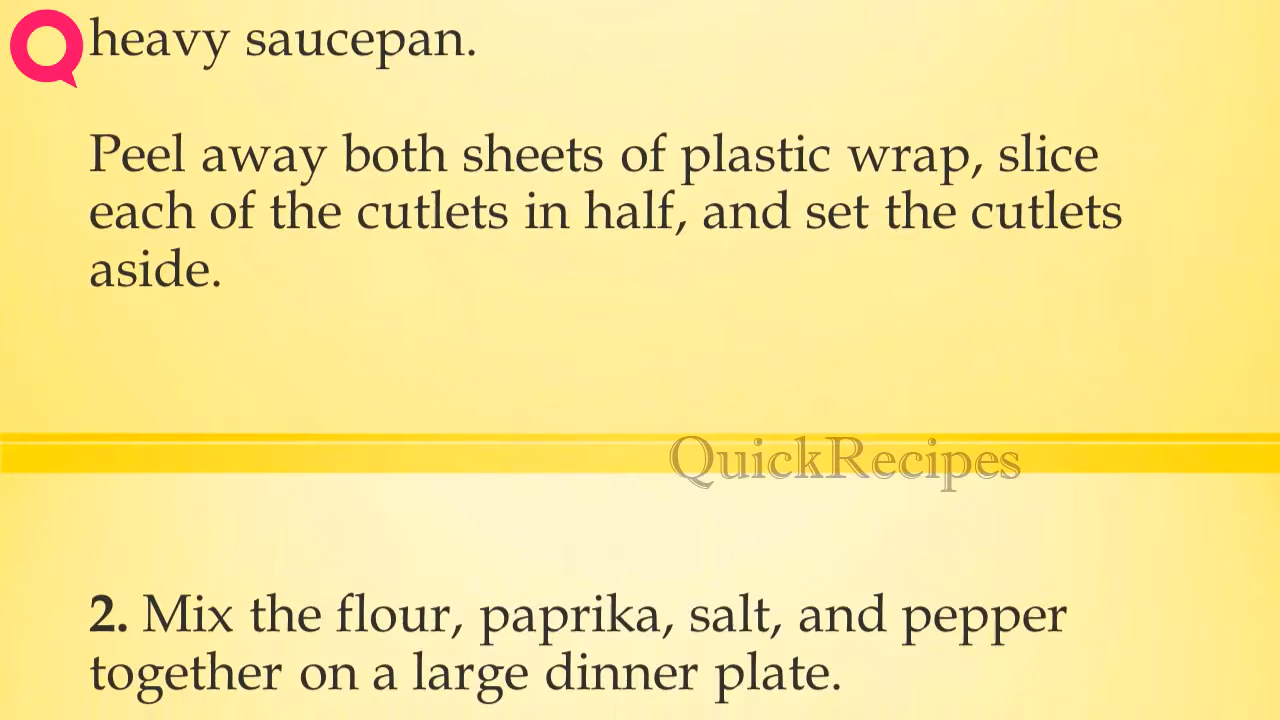 heavy saucepan.
Peel away both sheets of plastic wrap, slice
each of the cutlets in half, and set the cutlets
aside.
QuickRecipes
2. Mix the flour, paprika, salt, and pepper
together on a large dinner plate.